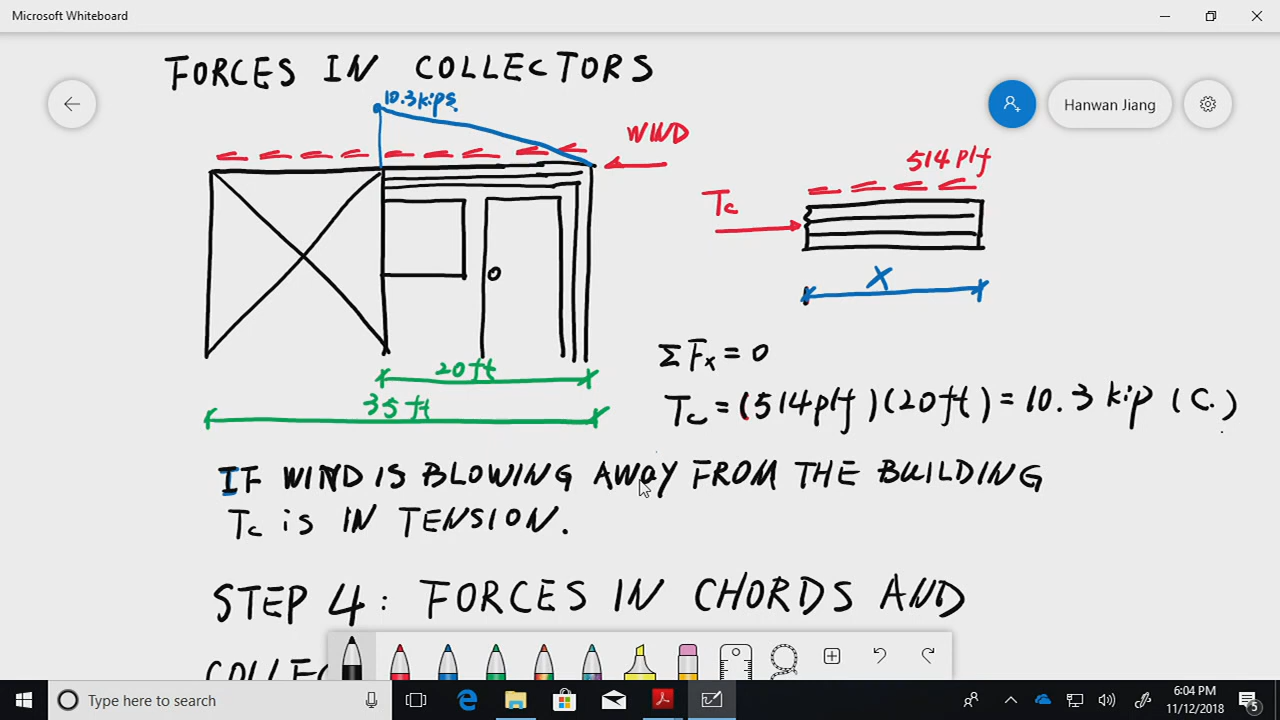 Microsoft Whiteboard
FORCES IN COLLECTORS
10.3 kips
WIND
Hanwan Jiang
514 plf
Tc
X
20 ft
35 ft
ΣFx = 0
Tc = (514 plf)(20ft) = 10.3 kip (C.)
IF WIND IS BLOWING AWAY FROM THE BUILDING
Tc is IN TENSION.
STEP 4: FORCES IN CHORDS AND
Type here to search
6:04 PM
11/12/2018
5